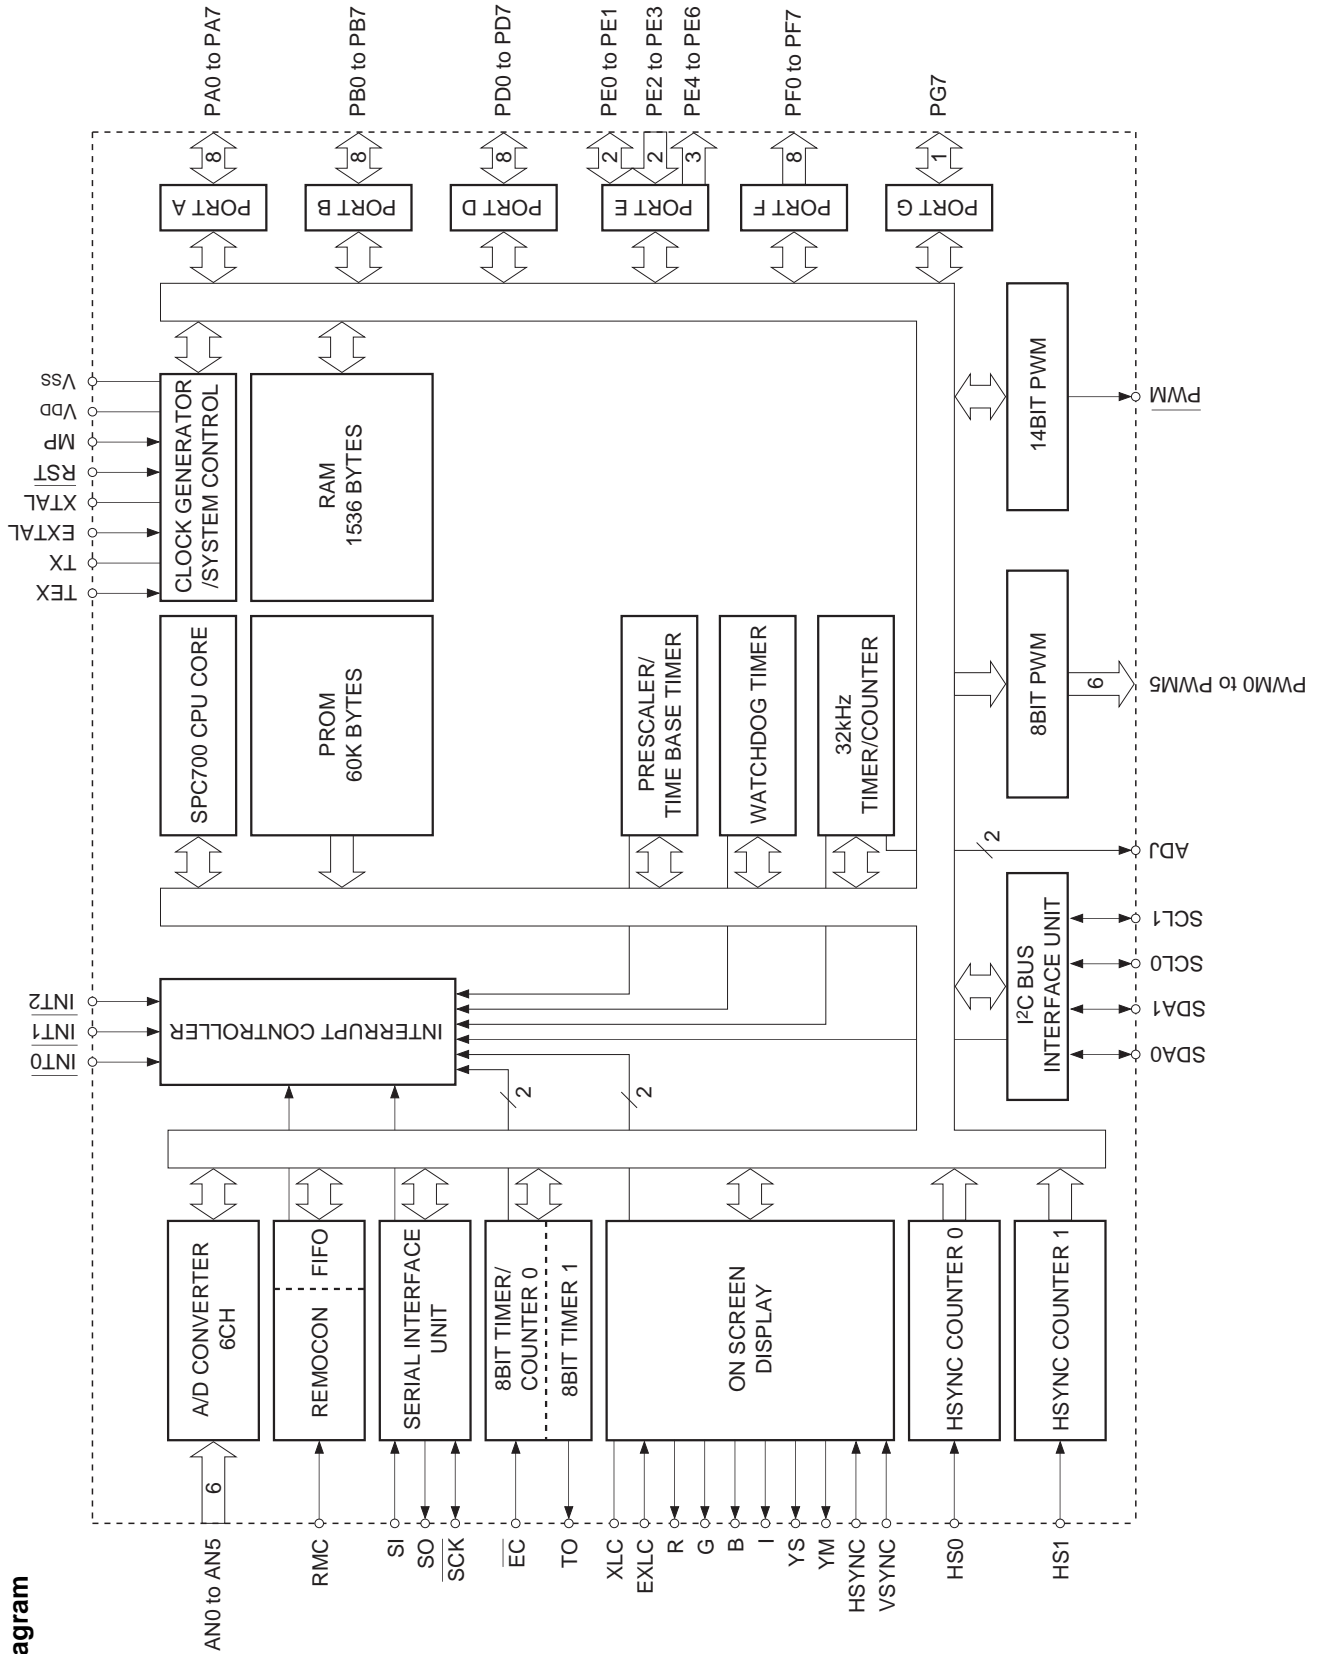 agram
AN0 to AN5
RMC
SI
SO
SCK
EC
TO
XLC
EXLC
R
G
B
I
YS
YM
HSYNC
VSYNC
HS0
HS1
6
A/D CONVERTER
6CH
REMOCON
FIFO
SERIAL INTERFACE
UNIT
8BIT TIMER/
COUNTER 0
8BIT TIMER 1
ON SCREEN
DISPLAY
HSYNC COUNTER 0
HSYNC COUNTER 1
2
2
INT0
INT1
INT2
INTERRUPT CONTROLLER
SPC700 CPU CORE
PROM
60K BYTES
PRESCALER/
TIME BASE TIMER
WATCHDOG TIMER
32kHz
TIMER/COUNTER
TEX
TX
EXTAL
XTAL
RST
MP
VDD
VSS
CLOCK GENERATOR
/SYSTEM CONTROL
RAM
1536 BYTES
PORT A
8
PA0 to PA7
PORT B
8
PB0 to PB7
PORT D
8
PD0 to PD7
PORT E
2
PE0 to PE1
2
PE2 to PE3
3
PE4 to PE6
PORT F
8
PF0 to PF7
PORT G
1
PG7
I2C BUS
INTERFACE UNIT
SDA0
SDA1
SCL0
SCL1
2
ADJ
8BIT PWM
6
PWM0 to PWM5
14BIT PWM
PWM